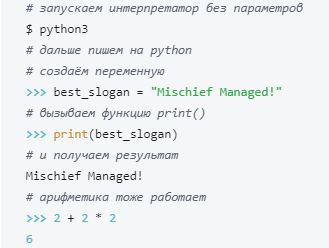 # запускаем интерпретатор без параметров
$ python3
# дальше пишем на python
# создаём переменную
>>> best_slogan = "Mischief Managed!"
# вызываем функцию print()
>>> print(best_slogan)
# и получаем результат
Mischief Managed!
# арифметика тоже работает
>>> 2 + 2 * 2
6